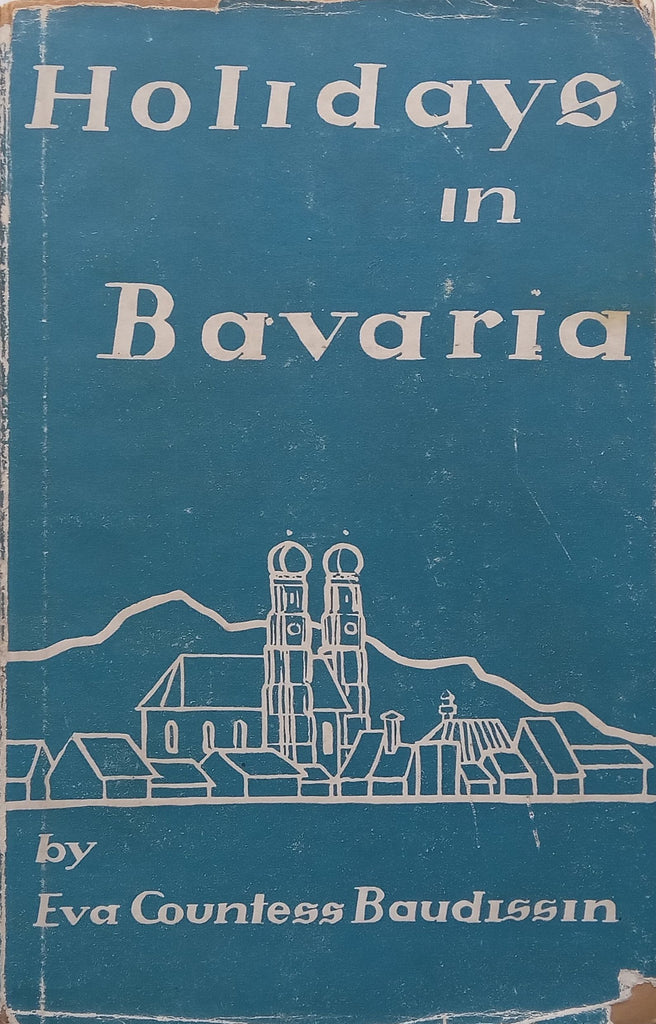 Holidays
in
Bavaria
by
Eva Countess Baudissin